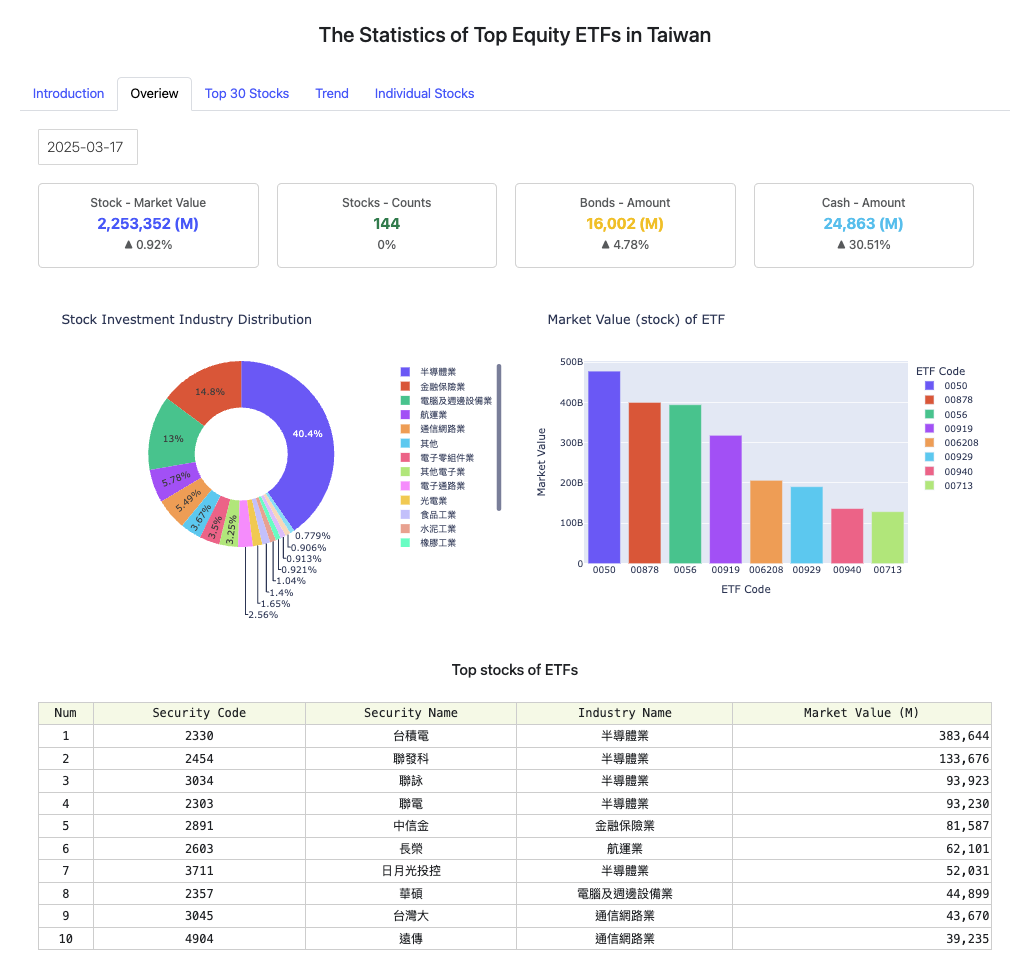 The Statistics of Top Equity ETFs in Taiwan
Introduction Overiew Top 30 Stocks Trend Individual Stocks
2025-03-17
Stock - Market Value
2,253,352 (M)
▲ 0.92%
Stocks - Counts
144
0%
Bonds - Amount
16,002 (M)
▲ 4.78%
Cash - Amount
24,863 (M)
▲ 30.51%
Stock Investment Industry Distribution
40.4%
14.8%
13%
5.78%
5.49%
3.67%
3.5%
3.25%
2.56%
1.65%
1.4%
1.04%
0.921%
0.913%
0.906%
0.779%
半導體業
金融保險業
電腦及週邊設備業
航運業
通信網路業
其他
電子零組件業
其他電子業
電子通路業
光電業
食品工業
水泥工業
橡膠工業
Market Value (stock) of ETF
Market Value
500B
400B
300B
200B
100B
0
0050 00878 0056 00919 006208 00929 00940 00713
ETF Code
ETF Code
0050
00878
0056
00919
006208
00929
00940
00713
Top stocks of ETFs
Num Security Code Security Name Industry Name Market Value (M)
1 2330 台積電 半導體業 383,644
2 2454 聯發科 半導體業 133,676
3 3034 聯詠 半導體業 93,923
4 2303 聯電 半導體業 93,230
5 2891 中信金 金融保險業 81,587
6 2603 長榮 航運業 62,101
7 3711 日月光投控 半導體業 52,031
8 2357 華碩 電腦及週邊設備業 44,899
9 3045 台灣大 通信網路業 43,670
10 4904 遠傳 通信網路業 39,235